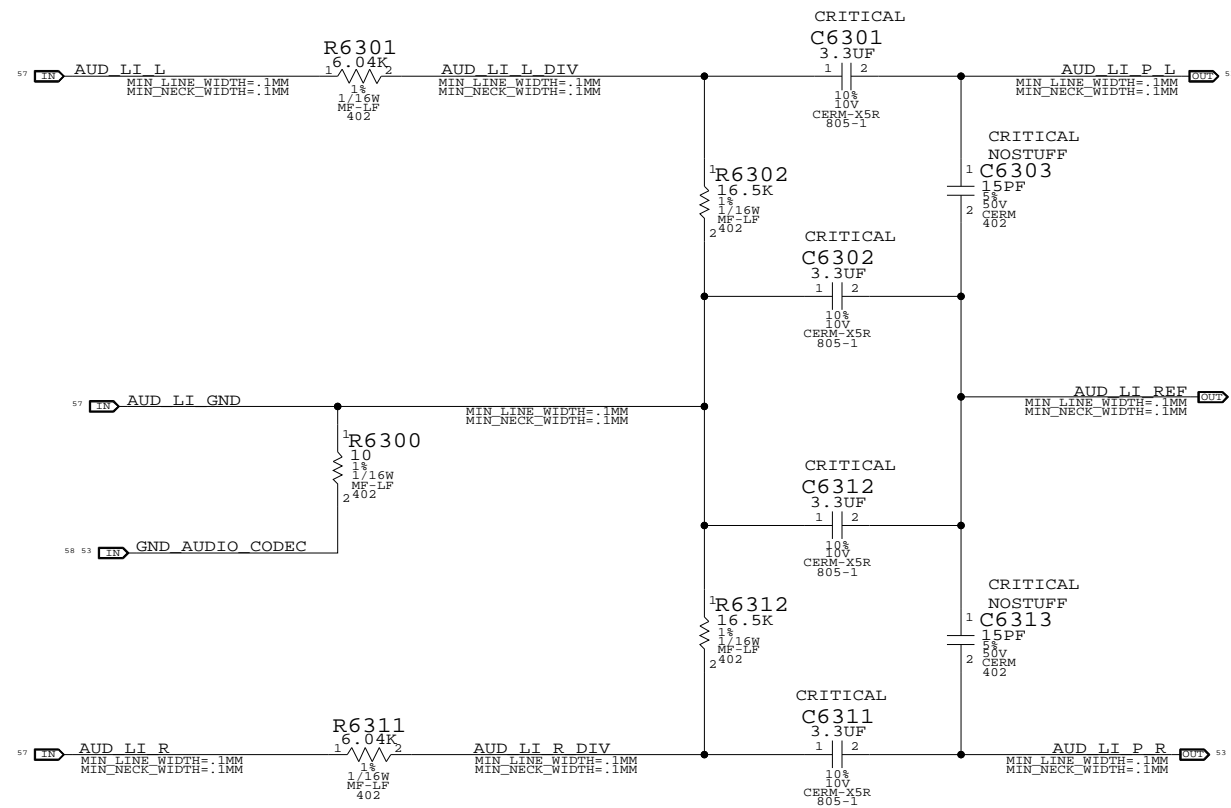 CRITICAL
C6301
3.3UF
1 2
10%
10V
CERM-X5R
805-1
R6301
6.04K
1 2
1%
1/16W
MF-LF
402
57 IN AUD_LI_L
MIN_LINE_WIDTH=.1MM
MIN_NECK_WIDTH=.1MM
AUD_LI_L_DIV
MIN_LINE_WIDTH=.1MM
MIN_NECK_WIDTH=.1MM
AUD_LI_P_L
MIN_LINE_WIDTH=.1MM
MIN_NECK_WIDTH=.1MM
OUT
CRITICAL
NOSTUFF
1 C6303
15PF
5%
50V
2 CERM
402
1 R6302
16.5K
1%
1/16W
MF-LF
2 402
CRITICAL
C6302
3.3UF
1 2
10%
10V
CERM-X5R
805-1
57 IN AUD_LI_GND
MIN_LINE_WIDTH=.1MM
MIN_NECK_WIDTH=.1MM
AUD_LI_REF
MIN_LINE_WIDTH=.1MM
MIN_NECK_WIDTH=.1MM
OUT
1 R6300
10
1%
1/16W
MF-LF
2 402
58 53 IN GND_AUDIO_CODEC
CRITICAL
C6312
3.3UF
1 2
10%
10V
CERM-X5R
805-1
1 R6312
16.5K
1%
1/16W
MF-LF
2 402
CRITICAL
NOSTUFF
1 C6313
15PF
5%
50V
2 CERM
402
CRITICAL
C6311
3.3UF
1 2
10%
10V
CERM-X5R
805-1
R6311
6.04K
1 2
1%
1/16W
MF-LF
402
57 IN AUD_LI_R
MIN_LINE_WIDTH=.1MM
MIN_NECK_WIDTH=.1MM
AUD_LI_R_DIV
MIN_LINE_WIDTH=.1MM
MIN_NECK_WIDTH=.1MM
AUD_LI_P_R
MIN_LINE_WIDTH=.1MM
MIN_NECK_WIDTH=.1MM
OUT 53